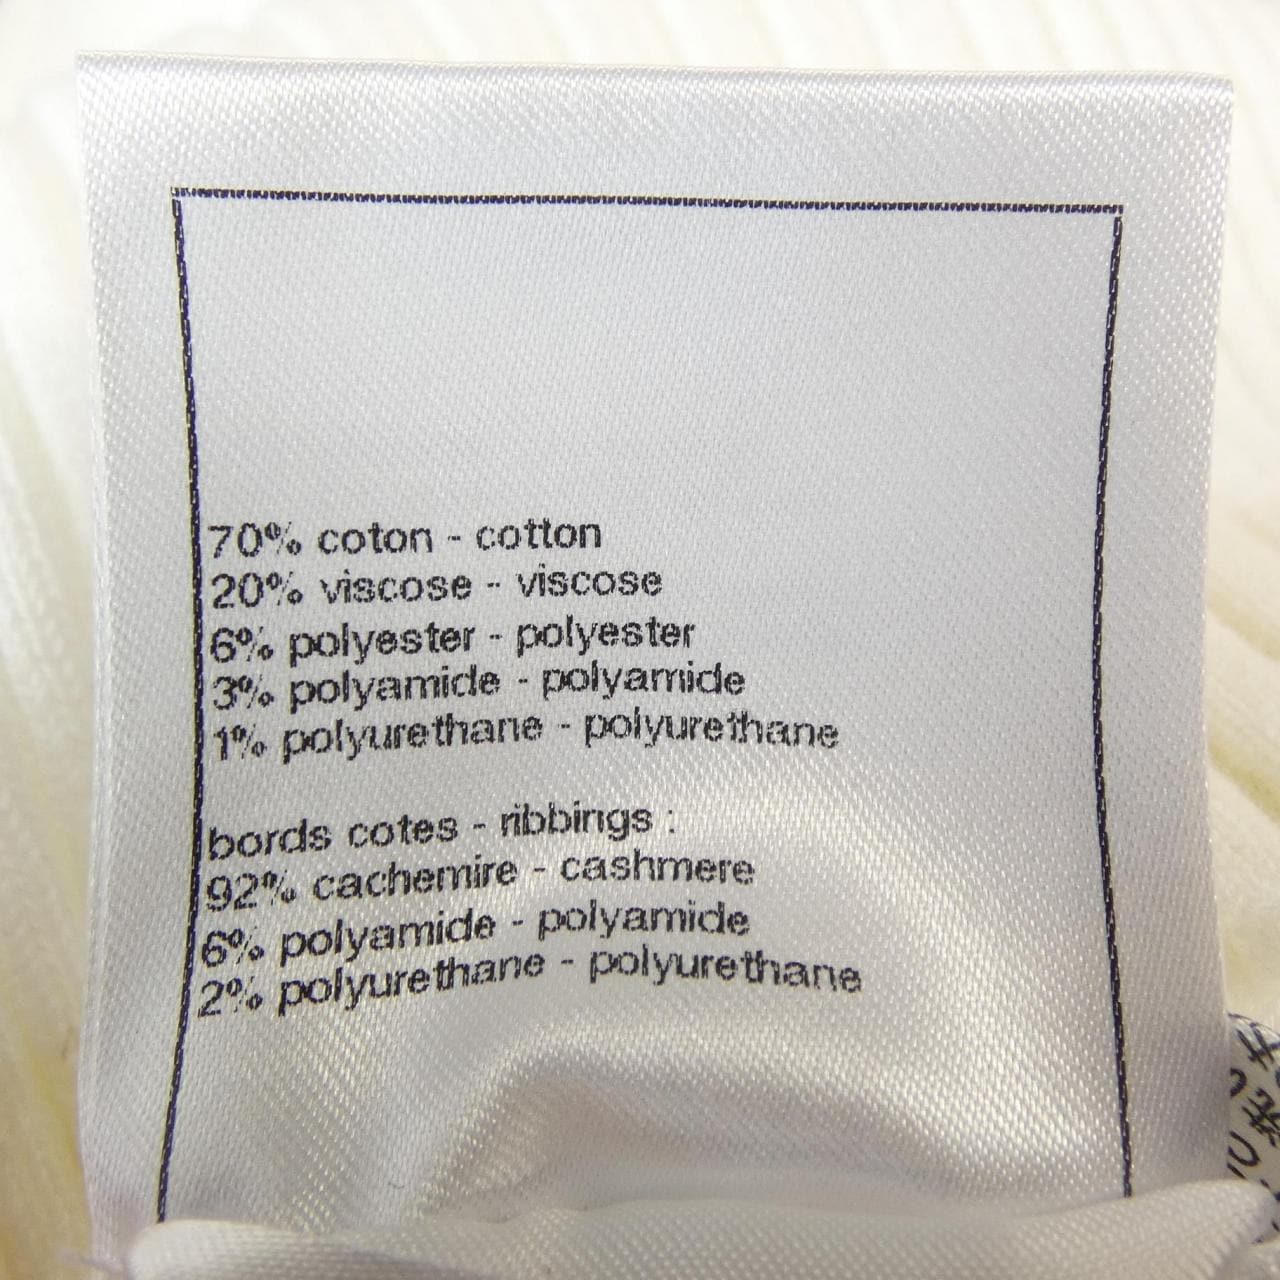 70% coton - cotton
20% viscose - viscose
6% polyester - polyester
3% polyamide - polyamide
1% polyurethane - polyurethane
bords cotes - ribbings :
92% cachemire - cashmere
6% polyamide - polyamide
2% polyurethane - polyurethane